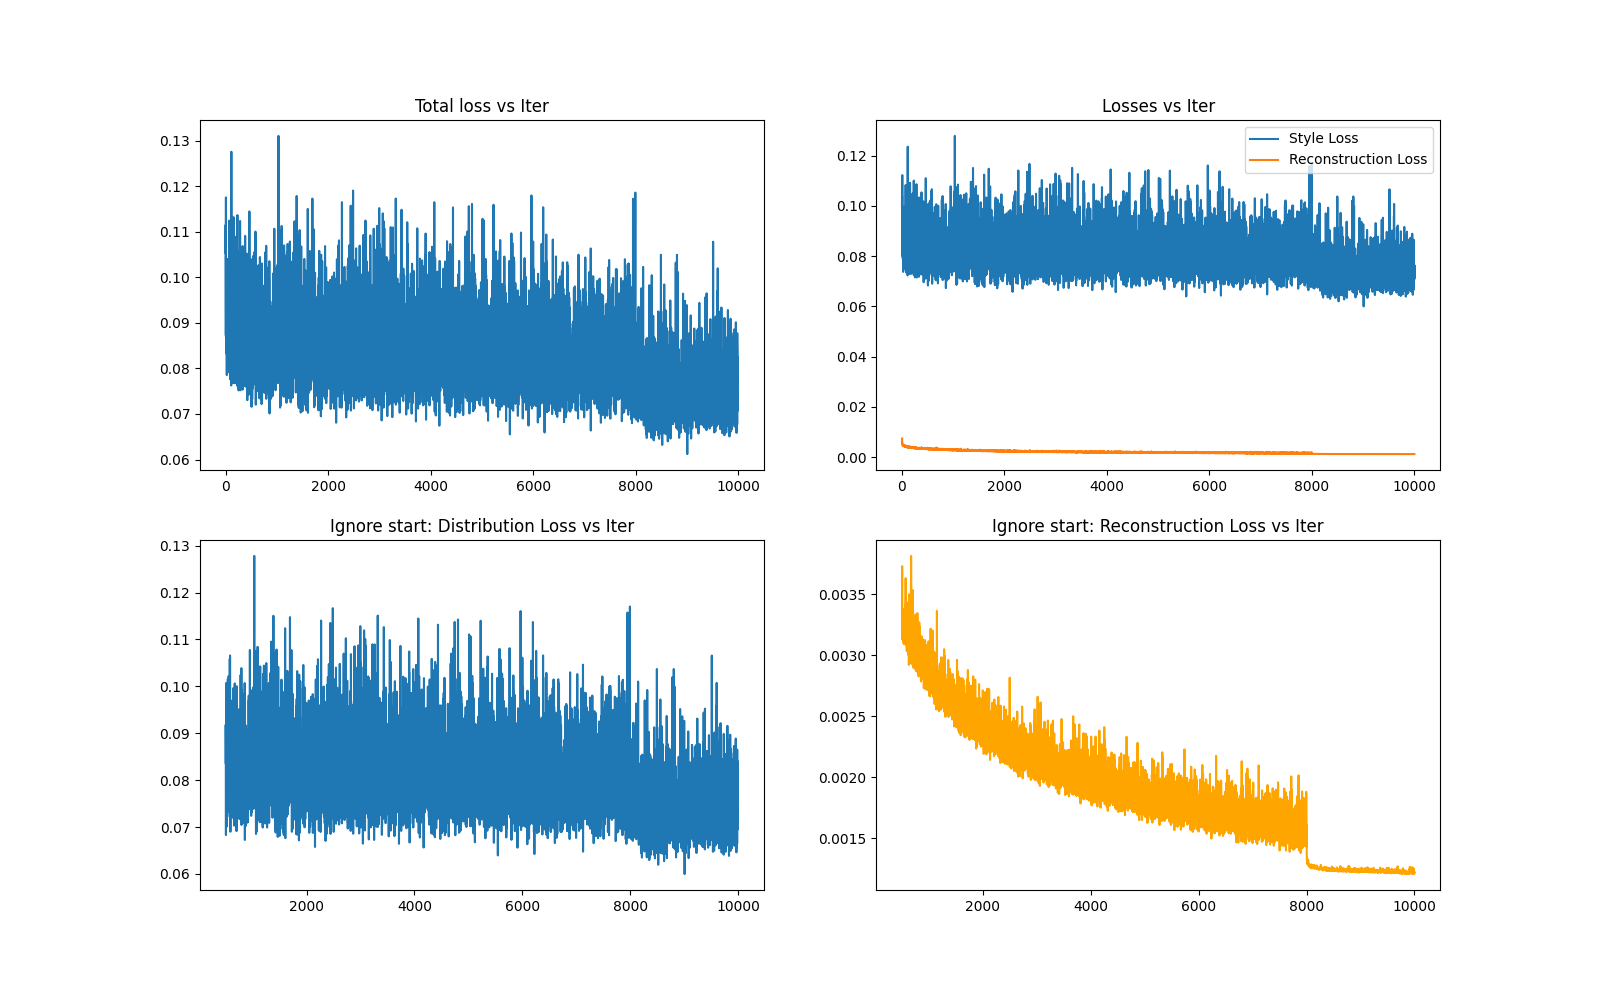 Total loss vs Iter
0.13
0.12
0.11
0.10
0.09
0.08
0.07
0.06
0 2000 4000 6000 8000 10000
Losses vs Iter
Style Loss
Reconstruction Loss
0.12
0.10
0.08
0.06
0.04
0.02
0.00
0 2000 4000 6000 8000 10000
Ignore start: Distribution Loss vs Iter
0.13
0.12
0.11
0.10
0.09
0.08
0.07
0.06
2000 4000 6000 8000 10000
Ignore start: Reconstruction Loss vs Iter
0.0035
0.0030
0.0025
0.0020
0.0015
2000 4000 6000 8000 10000